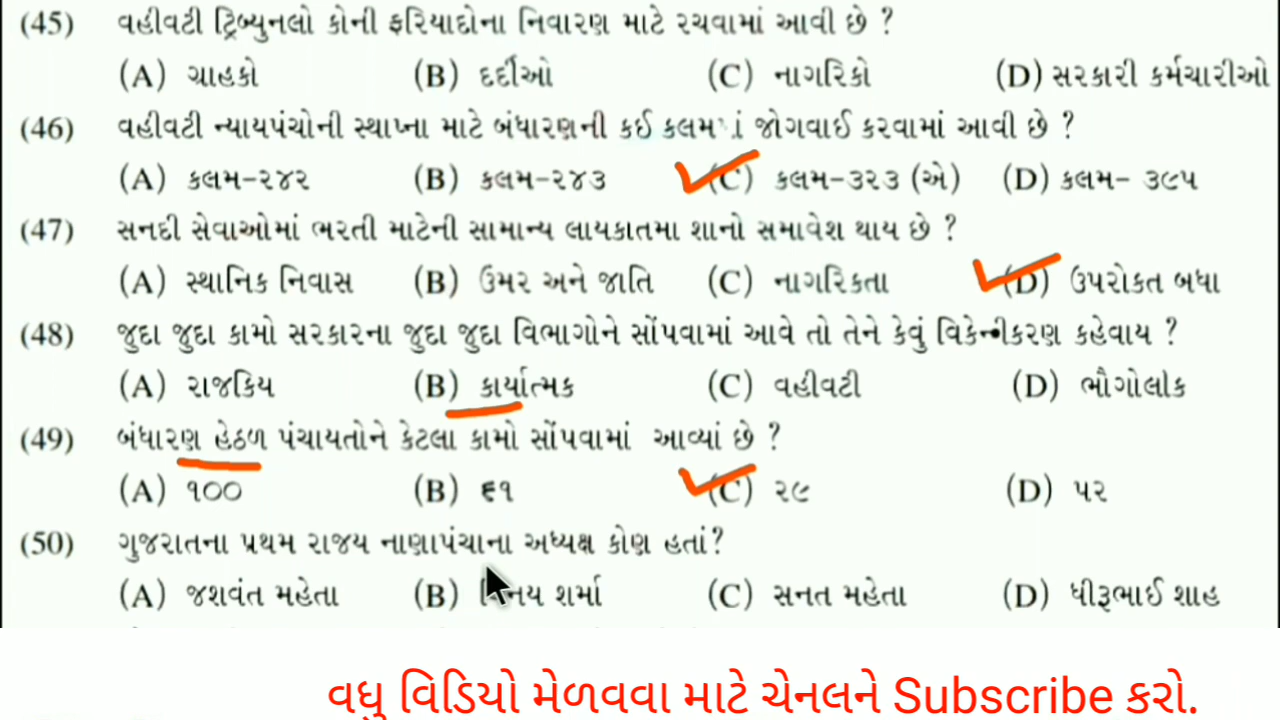 (45) વહીવટી ટ્રિબ્યુનલો કોની ફરિયાદોના નિવારણ માટે રચવામાં આવી છે ?
(A) ગ્રાહકો (B) દર્દીઓ (C) નાગરિકો (D) સરકારી કર્મચારીઓ
(46) વહીવટી ન્યાયપંચોની સ્થાપ્ના માટે બંધારણની કઈ કલમમાં જોગવાઈ કરવામાં આવી છે ?
(A) કલમ-૨૪૨ (B) કલમ-૨૪૩ (C) કલમ-૩૨૩ (એ) (D) કલમ- ૩૯૫
(47) સનદી સેવાઓમાં ભરતી માટેની સામાન્ય લાયકાતમા શાનો સમાવેશ થાય છે ?
(A) સ્થાનિક નિવાસ (B) ઉમર અને જાતિ (C) નાગરિકતા (D) ઉપરોકત બધા
(48) જુદા જુદા કામો સરકારના જુદા જુદા વિભાગોને સોંપવામાં આવે તો તેને કેવું વિકેન્દ્રીકરણ કહેવાય ?
(A) રાજકિય (B) કાર્યાત્મક (C) વહીવટી (D) ભૌગોલીક
(49) બંધારણ હેઠળ પંચાયતોને કેટલા કામો સોંપવામાં આવ્યાં છે ?
(A) ૧૦૦ (B) ૬૧ (C) ૨૯ (D) ૫૨
(50) ગુજરાતના પ્રથમ રાજય નાણાપંચાના અધ્યક્ષ કોણ હતાં?
(A) જશવંત મહેતા (B) શર્મા (C) સનત મહેતા (D) ધીરૂભાઈ શાહ
વધુ વિડિયો મેળવવા માટે ચેનલને Subscribe કરો.